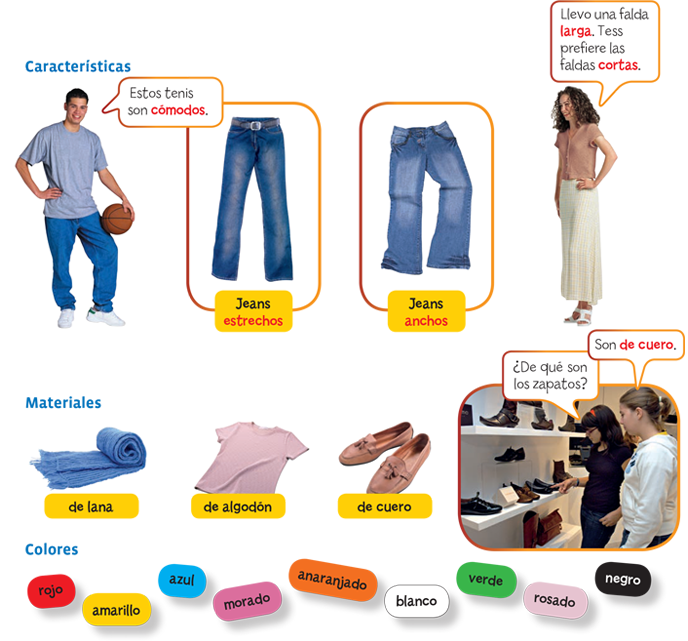 Características
Estos tenis
son cómodos.
Llevo una falda
larga. Tess
prefiere las
faldas cortas.
Jeans
estrechos
Jeans
anchos
Materiales
de lana
de algodón
de cuero
¿De qué son
los zapatos?
Son de cuero.
Colores
rojo
amarillo
azul
morado
anaranjado
blanco
verde
rosado
negro